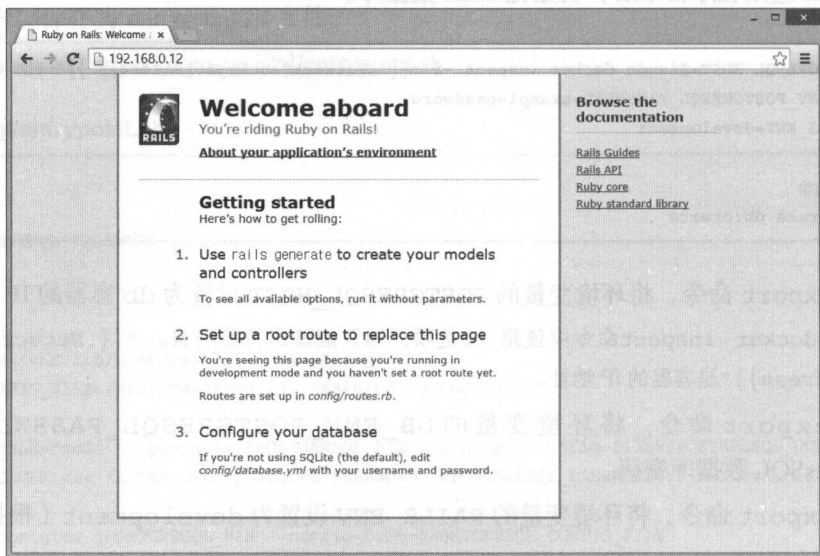 Ruby on Rails: Welcome
192.168.0.12
RAILS
Welcome aboard
You're riding Ruby on Rails!
About your application's environment
Getting started
Here's how to get rolling:
1. Use rails generate to create your models
and controllers
To see all available options, run it without parameters.
2. Set up a root route to replace this page
You're seeing this page because you're running in
development mode and you haven't set a root route yet.
Routes are set up in config/routes.rb.
3. Configure your database
If you're not using SQLite (the default), edit
config/database.yml with your username and password.
Browse the
documentation
Rails Guides
Rails API
Ruby core
Ruby standard library